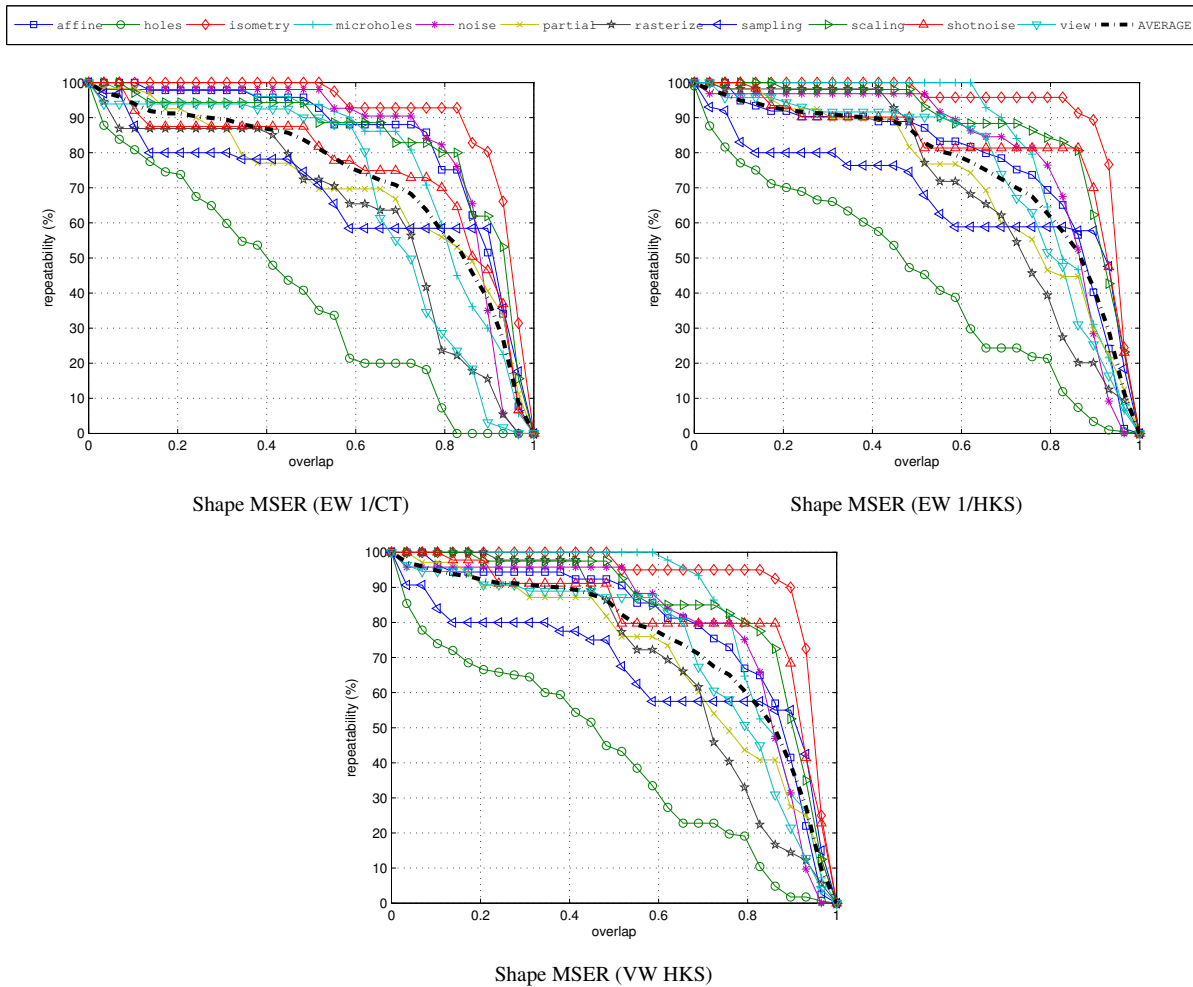 affine holes isometry microholes noise partial rasterize sampling scaling shotnoise view AVERAGE
100
90
80
70
60
50
40
30
20
10
0
repeatability (%)
0 0.2 0.4 0.6 0.8 1
overlap
Shape MSER (EW 1/CT)
100
90
80
70
60
50
40
30
20
10
0
repeatability (%)
0 0.2 0.4 0.6 0.8 1
overlap
Shape MSER (EW 1/HKS)
100
90
80
70
60
50
40
30
20
10
0
repeatability (%)
0 0.2 0.4 0.6 0.8 1
overlap
Shape MSER (VW HKS)